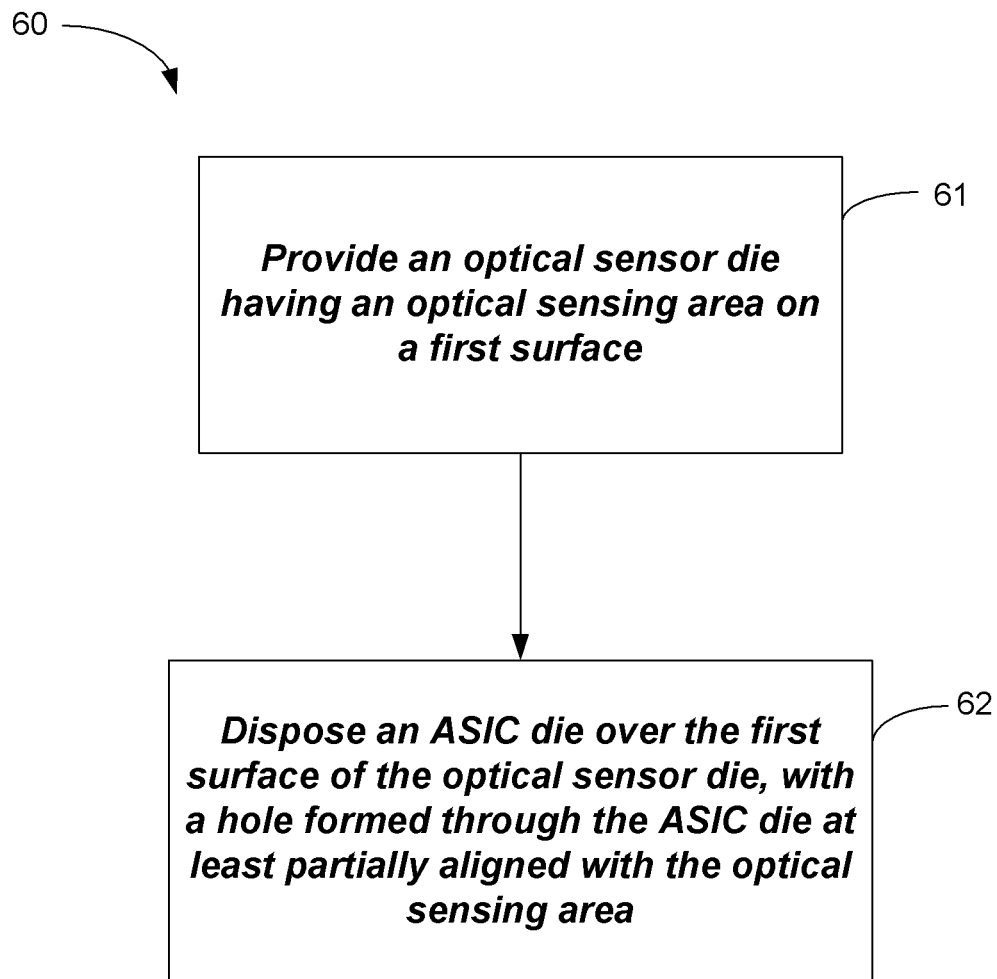 60
61
Provide an optical sensor die
having an optical sensing area on
a first surface
62
Dispose an ASIC die over the first
surface of the optical sensor die, with
a hole formed through the ASIC die at
least partially aligned with the optical
sensing area